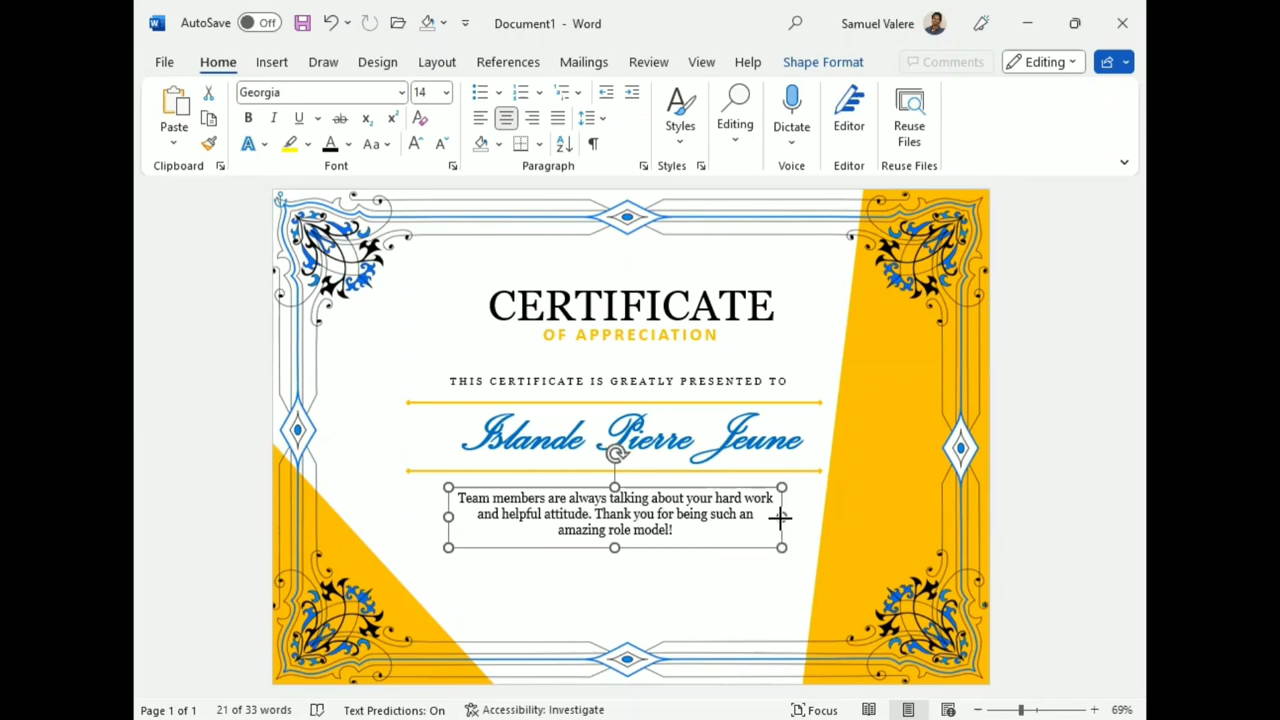 AutoSave Off Document1 - Word Samuel Valere
File Home Insert Draw Design Layout References Mailings Review View Help Shape Format Comments Editing
Georgia 14
Paste Styles Editing Dictate Editor Reuse Files
Clipboard Font Paragraph Styles Voice Editor Reuse Files
CERTIFICATE
OF APPRECIATION
THIS CERTIFICATE IS GREATLY PRESENTED TO
Islande Pierre Jeune
Team members are always talking about your hard work
and helpful attitude. Thank you for being such an
amazing role model!
Page 1 of 1 21 of 33 words Text Predictions: On Accessibility: Investigate Focus 69%